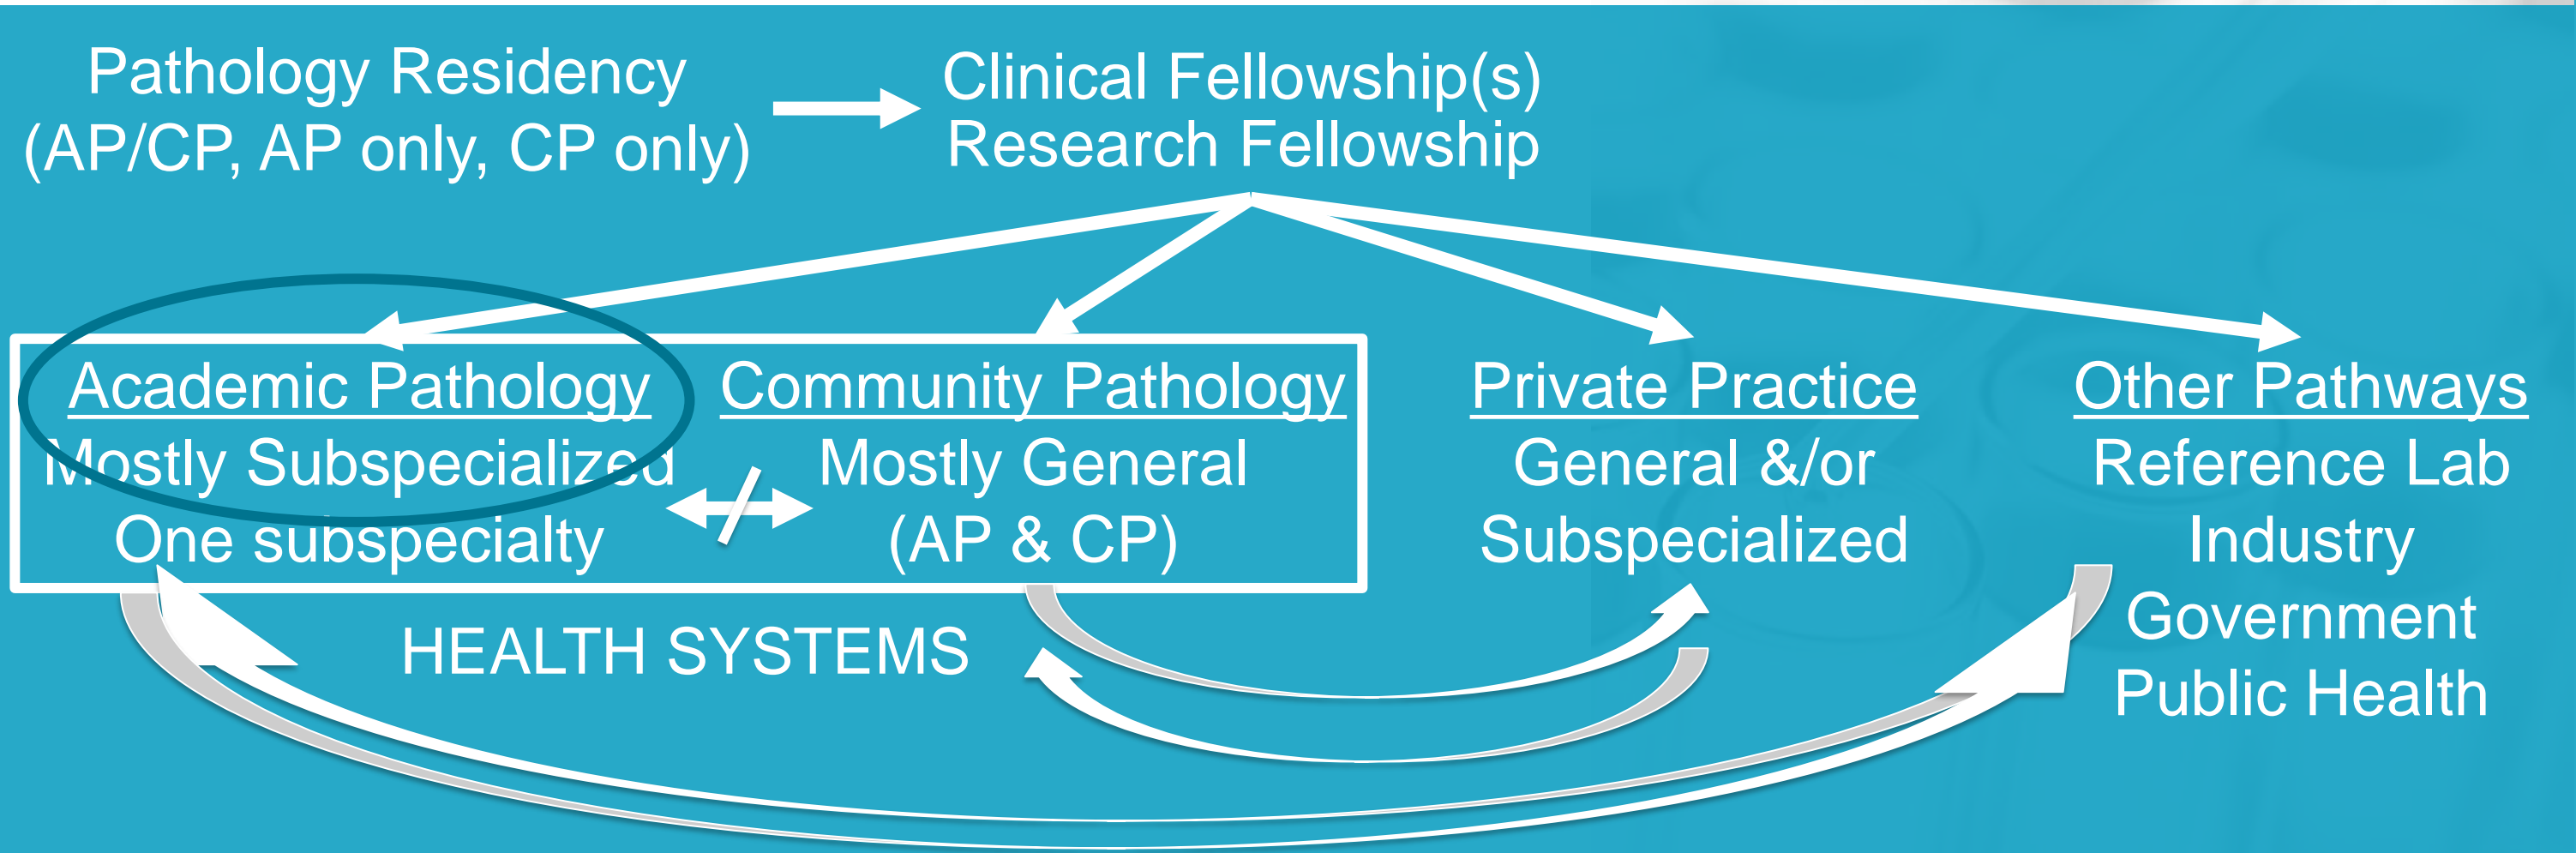 Pathology Residency
(AP/CP, AP only, CP only)
Clinical Fellowship(s)
Research Fellowship
Academic Pathology
Mostly Subspecialized
One subspecialty
Community Pathology
Mostly General
(AP & CP)
Private Practice
General &/or
Subspecialized
Other Pathways
Reference Lab
Industry
Government
Public Health
HEALTH SYSTEMS